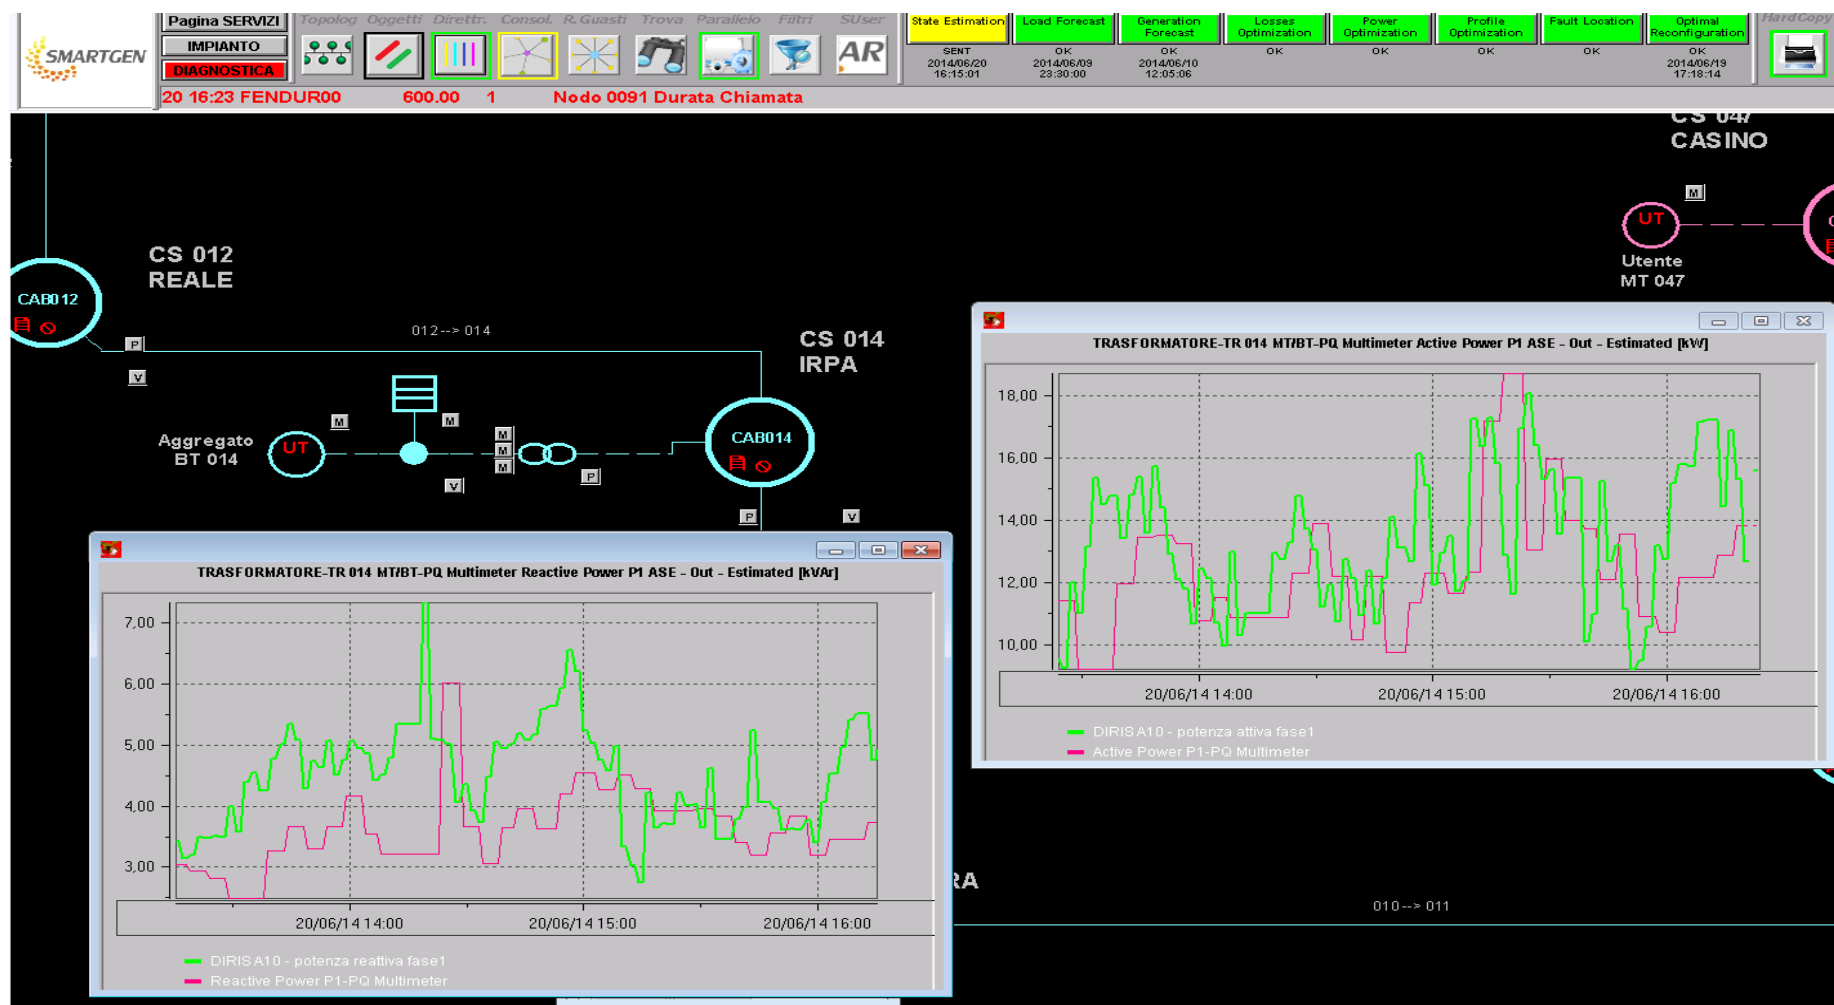 SMARTGEN
Pagina SERVIZI
IMPIANTO
DIAGNOSTICA
Topolog Oggetti Direttr. Consol. R.Guasti Trova Parallelo Filtri SUser
AR
State Estimation
SENT
2014/06/20
16:15:01
Load Forecast
OK
2014/06/09
23:30:00
Generation
Forecast
OK
2014/06/10
12:05:06
Losses
Optimization
OK
Power
Optimization
OK
Profile
Optimization
OK
Fault Location
OK
Optimal
Reconfiguration
OK
2014/06/19
17:18:14
HardCopy
20 16:23 FENDUR00 600.00 1 Nodo 0091 Durata Chiamata
CS 047
CASINO
M
UT
Utente
MT 047
CS 012
REALE
CAB012
P
V
012--> 014
CS 014
IRPA
CAB014
Aggregato
BT 014
UT
M
M
M
M
M
V
P
P
V
TRASFORMATORE-TR 014 MT/BT-PQ Multimeter Active Power P1 ASE - Out - Estimated [kW]
18,00
16,00
14,00
12,00
10,00
20/06/14 14:00
20/06/14 15:00
20/06/14 16:00
DIRIS A10 - potenza attiva fase1
Active Power P1-PQ Multimeter
TRASFORMATORE-TR 014 MT/BT-PQ Multimeter Reactive Power P1 ASE - Out - Estimated [kVAr]
7,00
6,00
5,00
4,00
3,00
20/06/14 14:00
20/06/14 15:00
20/06/14 16:00
DIRIS A10 - potenza reattiva fase1
Reactive Power P1-PQ Multimeter
RA
010--> 011